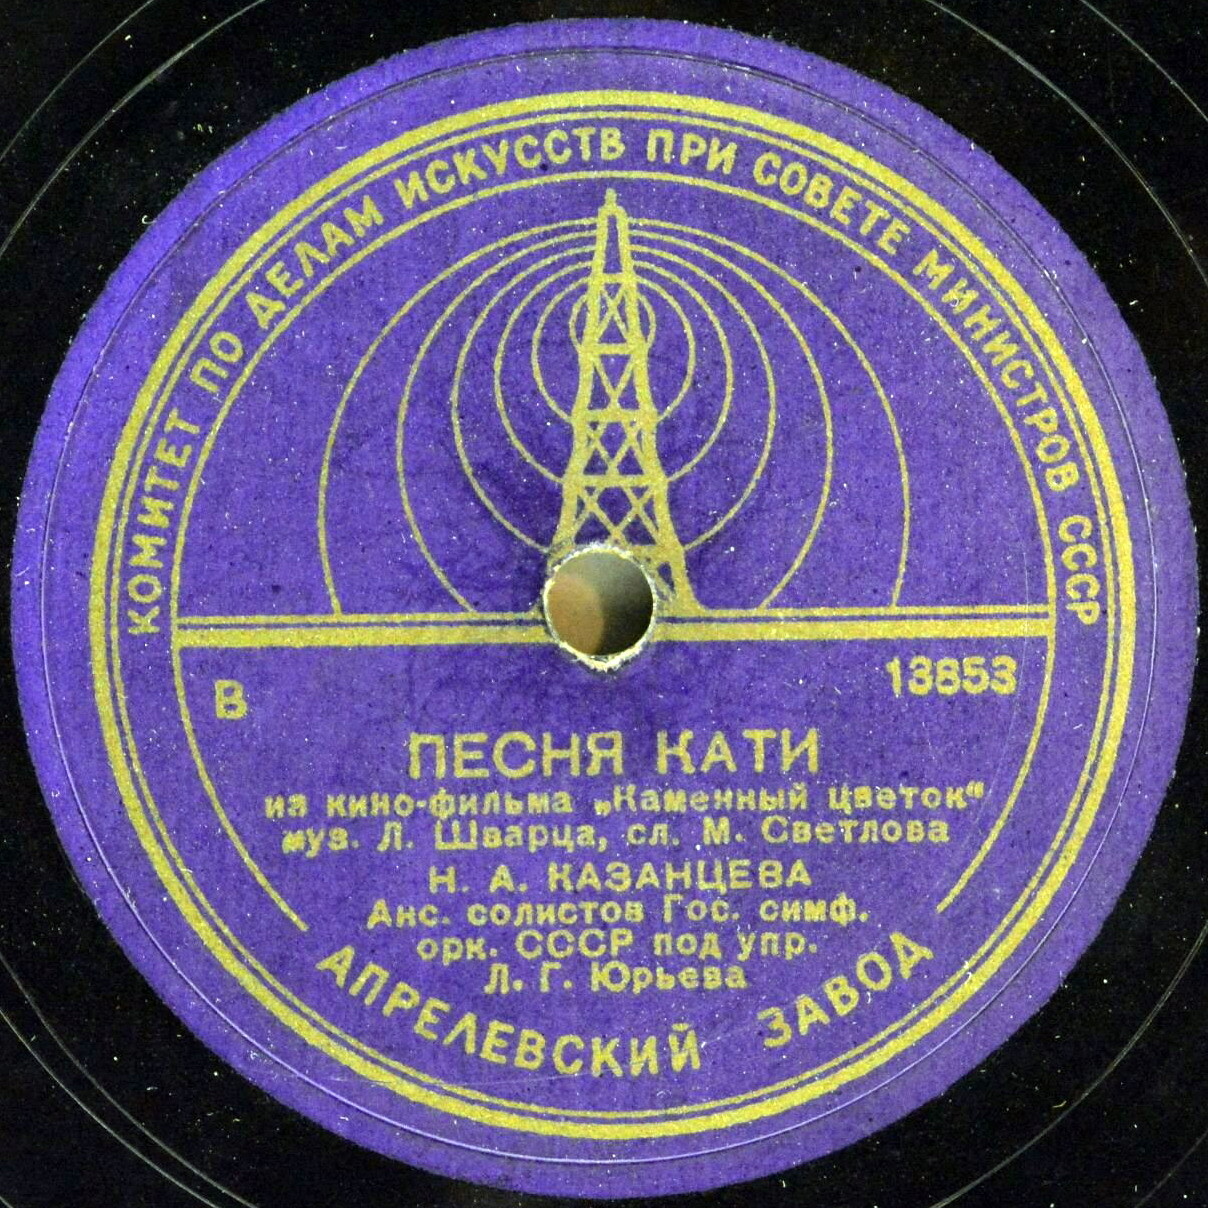 КОМИТЕТ ПО ДЕЛАМ ИСКУССТВ ПРИ СОВЕТЕ МИНИСТРОВ СССР
В
13853
ПЕСНЯ КАТИ
из кино-фильма „Каменный цветок“
муз. Л. Шварца, сл. М. Светлова
Н. А. КАЗАНЦЕВА
Анс. солистов Гос. симф.
орк. СССР под упр.
Л. Г. Юрьева
АПРЕЛЕВСКИЙ ЗАВОД